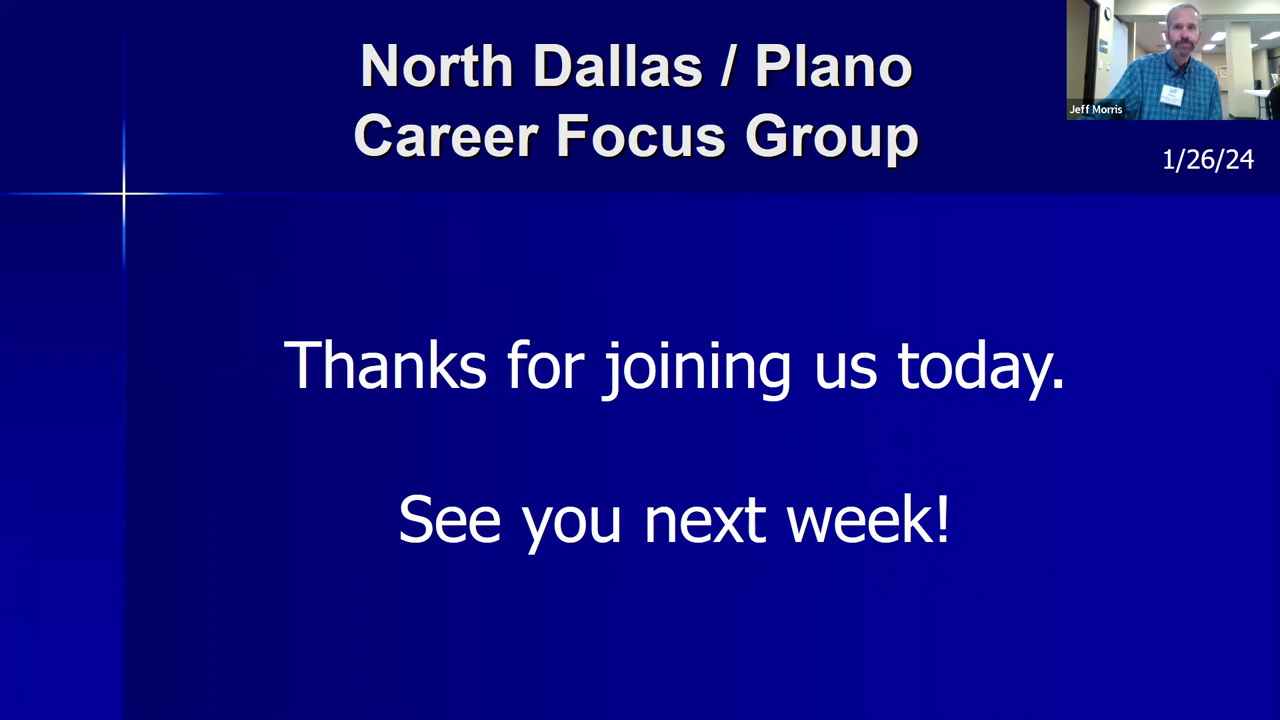 North Dallas / Plano
Career Focus Group
Jeff Morris
1/26/24
Thanks for joining us today.
See you next week!